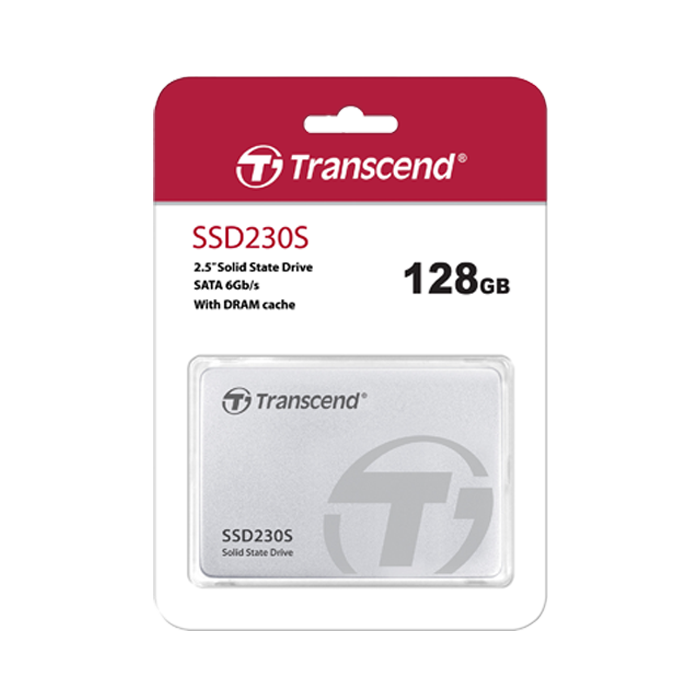 Transcend®
SSD230S
2.5" Solid State Drive
SATA 6Gb/s
With DRAM cache
128GB
Transcend®
SSD230S
Solid State Drive